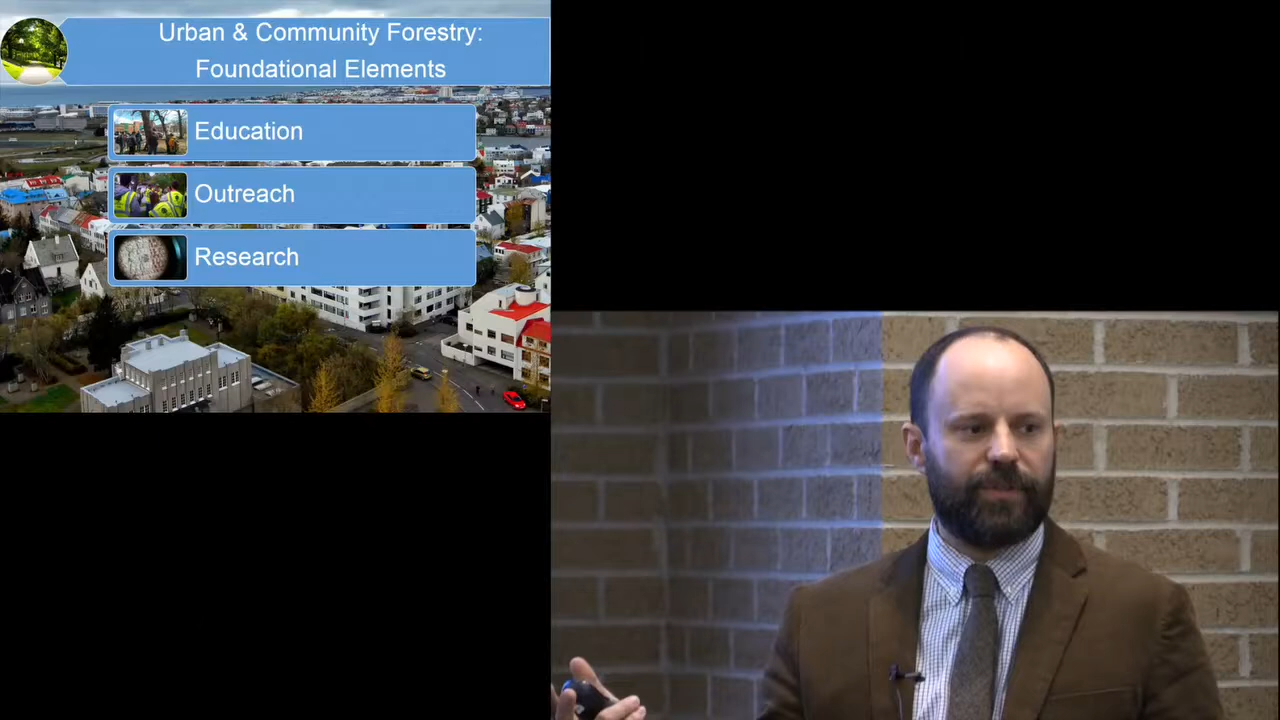 Urban & Community Forestry:
Foundational Elements
Education
Outreach
Research